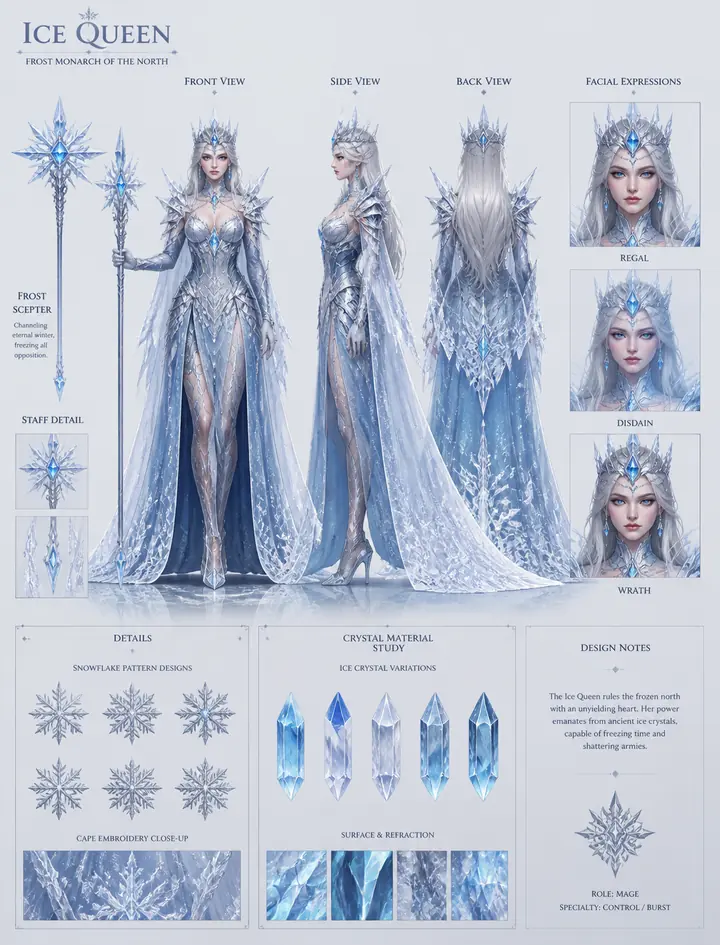 ICE QUEEN
FROST MONARCH OF THE NORTH
FRONT VIEW
SIDE VIEW
BACK VIEW
FACIAL EXPRESSIONS
REGAL
FROST
SCEPTER
Channeling
eternal winter,
freezing all
opposition.
STAFF DETAIL
DISDAIN
WRATH
DETAILS
SNOWFLAKE PATTERN DESIGNS
CAPE EMBROIDERY CLOSE-UP
CRYSTAL MATERIAL
STUDY
ICE CRYSTAL VARIATIONS
SURFACE & REFRACTION
DESIGN NOTES
The Ice Queen rules the frozen north
with an unyielding heart. Her power
emanates from ancient ice crystals,
capable of freezing time and
shattering armies.
ROLE: MAGE
SPECIALTY: CONTROL / BURST